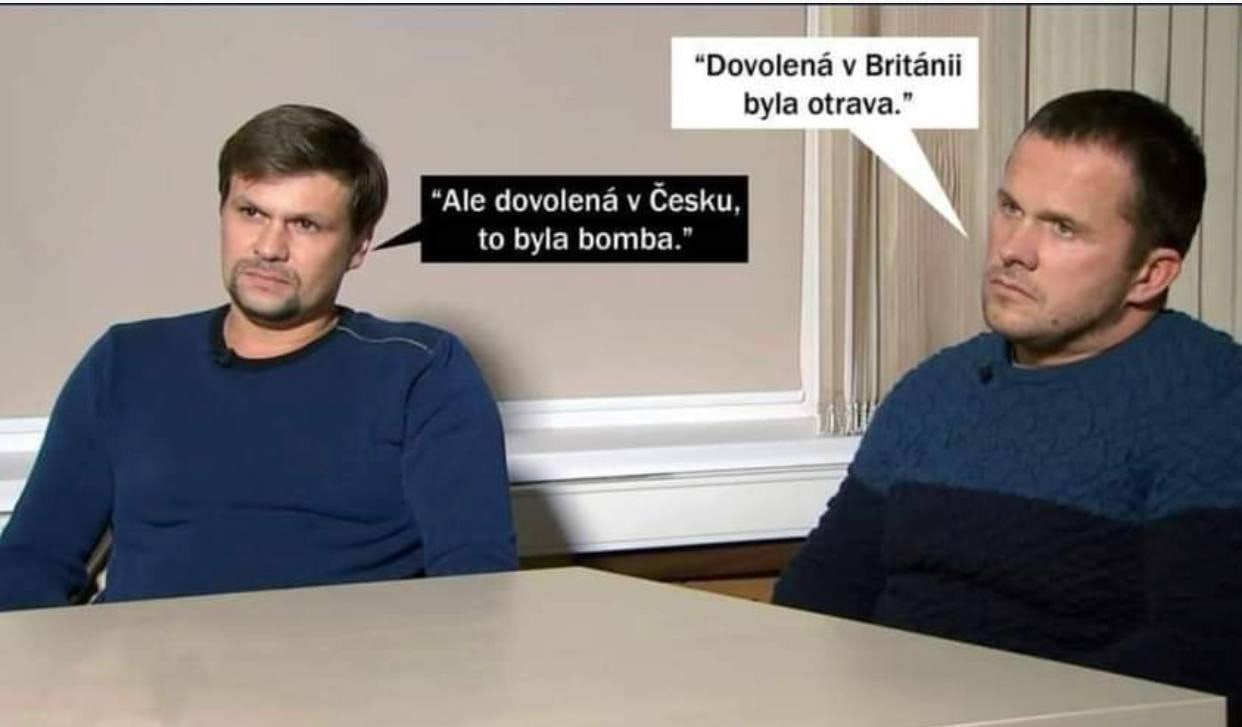 “Dovolená v Británii
byla otrava.”
“Ale dovolená v Česku,
to byla bomba.”